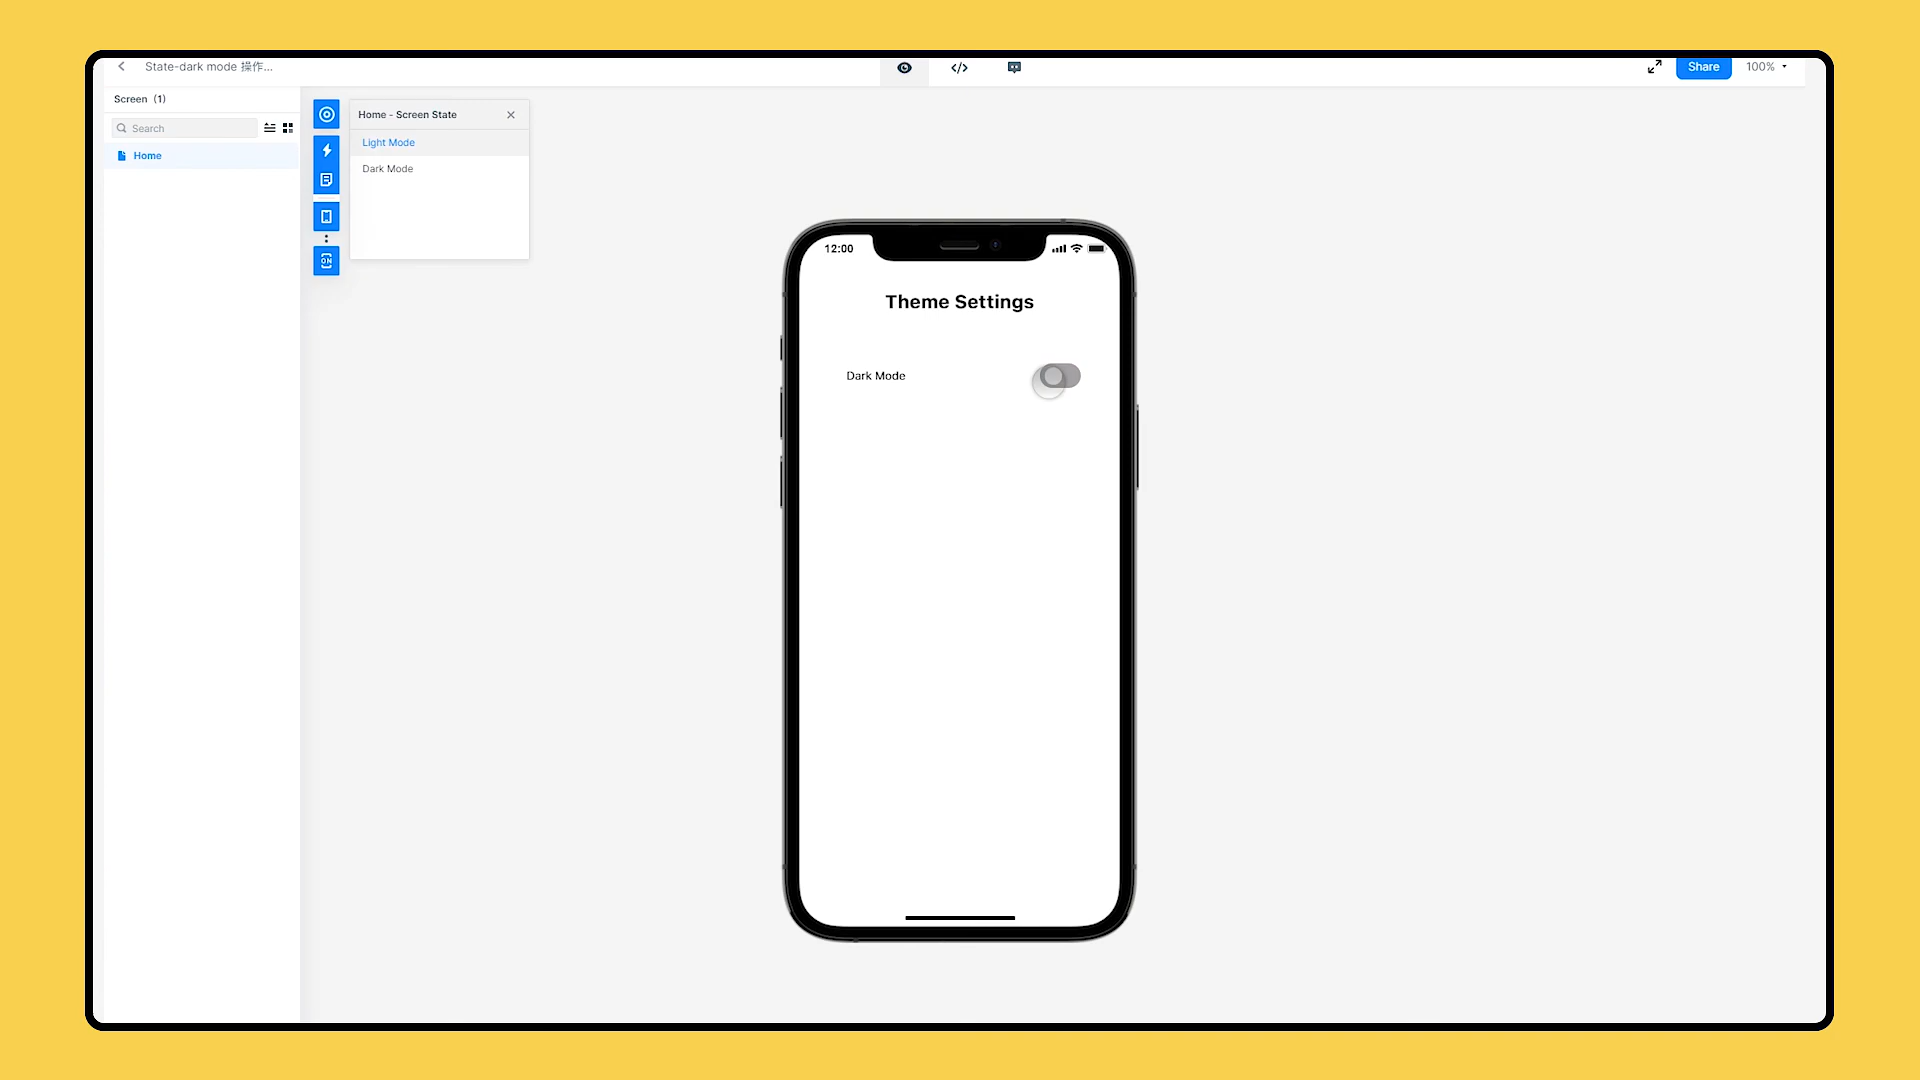 State-dark mode 操作...
Share
100%
Screen (1)
Search
Home
Home - Screen State
Light Mode
Dark Mode
ON
12:00
Theme Settings
Dark Mode